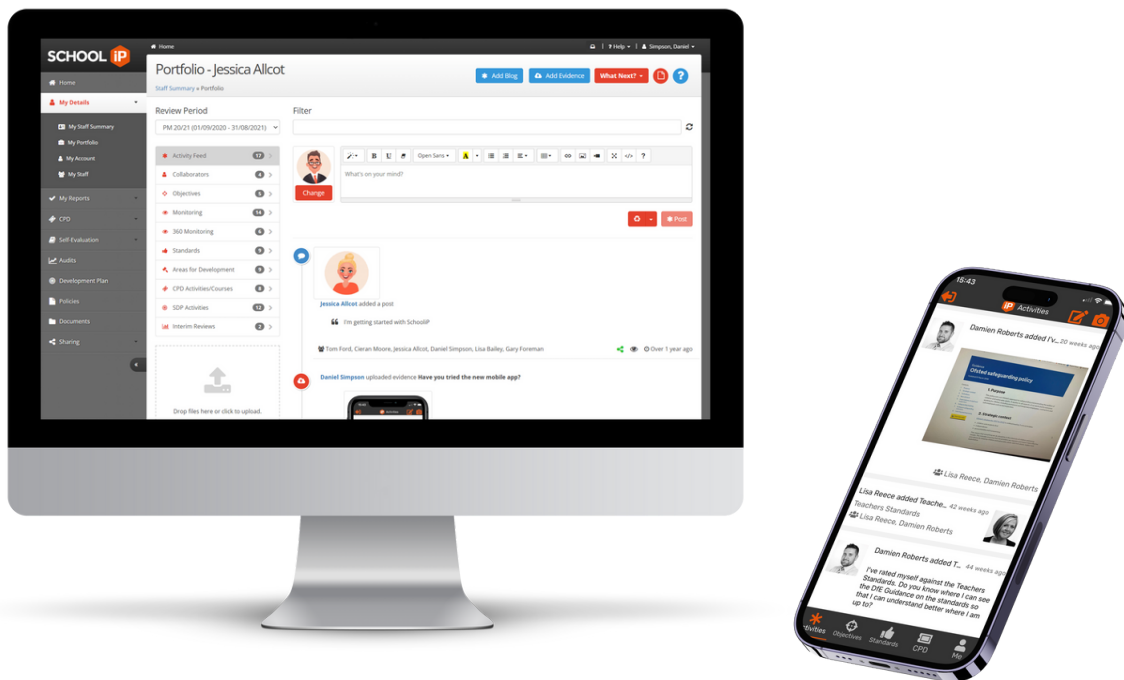 SCHOOL iP
Home
? Help
Simpson, Daniel
Home
My Details
My Staff Summary
My Portfolio
My Account
My Staff
My Reports
CPD
Self Evaluation
Audits
Development Plan
Policies
Documents
Sharing
Portfolio - Jessica Allcot
Staff Summary » Portfolio
Add Blog
Add Evidence
What Next?
?
Review Period
PM 20/21 (01/09/2020 - 31/08/2021)
Filter
Activity Feed 17
Collaborators 4
Objectives 5
Monitoring 14
360 Monitoring 6
Standards 9
Areas for Development 9
CPD Activities/Courses 8
SDP Activities 12
Interim Reviews 2
Drop files here or click to upload.
Change
B U Open Sans A </> ?
What's on your mind?
Post
Jessica Allcot added a post
I'm getting started with SchooliP
Tom Ford, Cieran Moore, Jessica Allcot, Daniel Simpson, Lisa Bailey, Gary Foreman
Over 1 year ago
Daniel Simpson uploaded evidence Have you tried the new mobile app?
15:43
iP Activities
Damien Roberts added I'v... 20 weeks ago
Ofsted safeguarding policy
1. Purpose
2. Strategic context
Lisa Reece, Damien Roberts
Lisa Reece added Teache... 42 weeks ago
Teachers Standards
Lisa Reece, Damien Roberts
Damien Roberts added T... 44 weeks ago
I've rated myself against the Teachers
Standards. Do you know where I can see
the DfE Guidance on the standards so
that I can understand better where I am
up to?
Activities
Objectives
Standards
CPD
Me